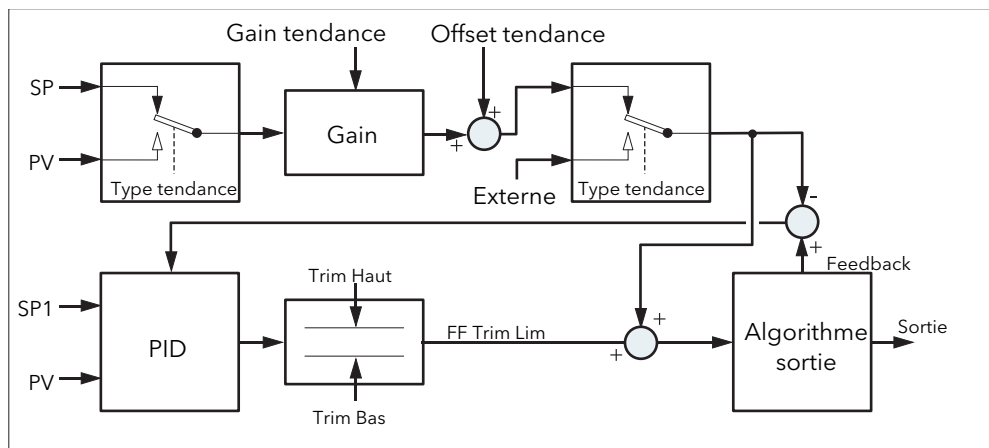 Gain tendance
Offset tendance
SP
PV
Type tendance
Gain
+
+
Externe
Type tendance
-
+
Feedback
SP1
PV
PID
Trim Haut
Trim Bas
FF Trim Lim
+
+
Algorithme
sortie
Sortie